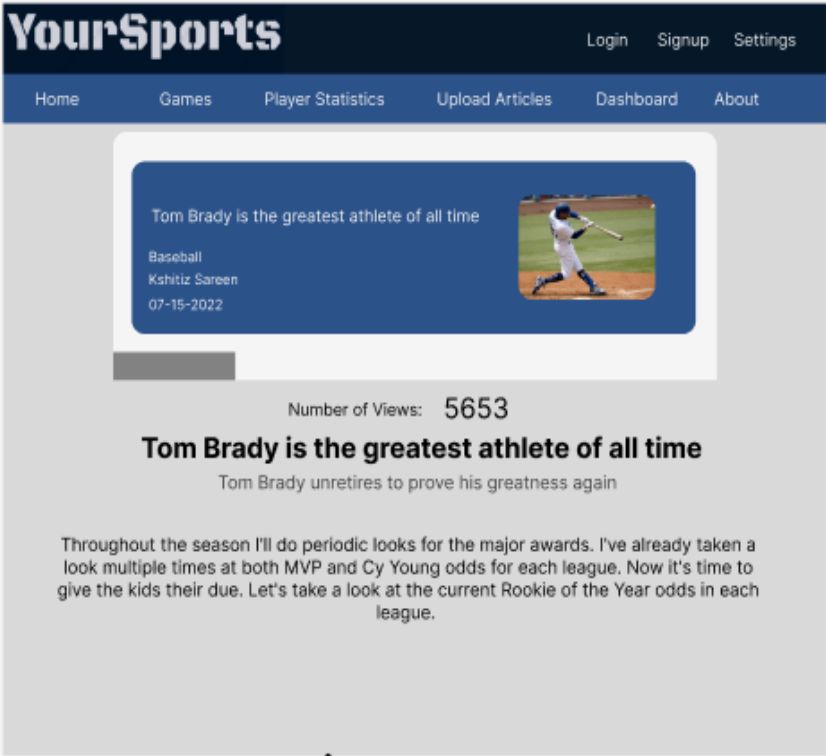 YourSports
Login Signup Settings
Home Games Player Statistics Upload Articles Dashboard About
Tom Brady is the greatest athlete of all time
Baseball
Kshitiz Sareen
07-15-2022
Number of Views: 5653
Tom Brady is the greatest athlete of all time
Tom Brady unretires to prove his greatness again
Throughout the season I'll do periodic looks for the major awards. I've already taken a
look multiple times at both MVP and Cy Young odds for each league. Now it's time to
give the kids their due. Let's take a look at the current Rookie of the Year odds in each
league.